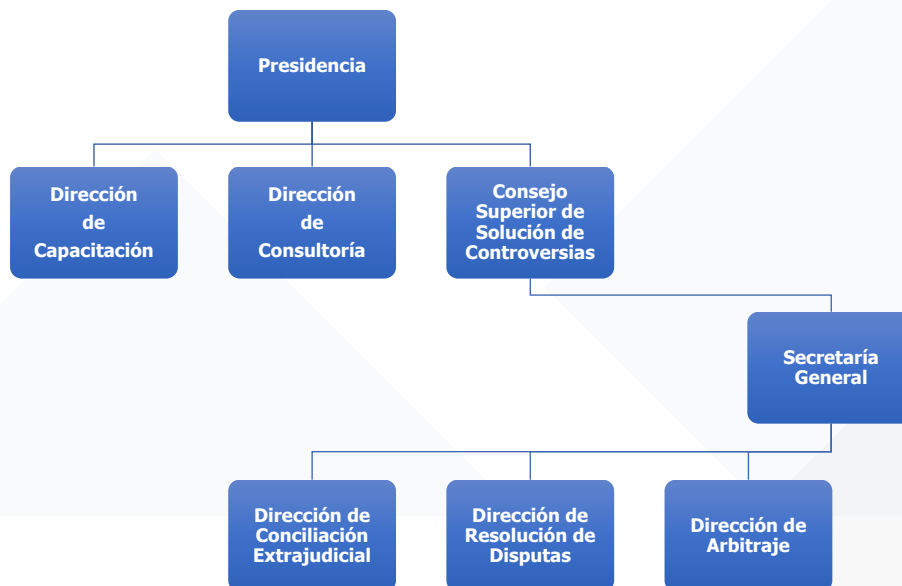 Presidencia
Dirección
de
Capacitación
Dirección
de
Consultoría
Consejo
Superior de
Solución de
Controversias
Secretaría
General
Dirección de
Conciliación
Extrajudicial
Dirección de
Resolución de
Disputas
Dirección de
Arbitraje